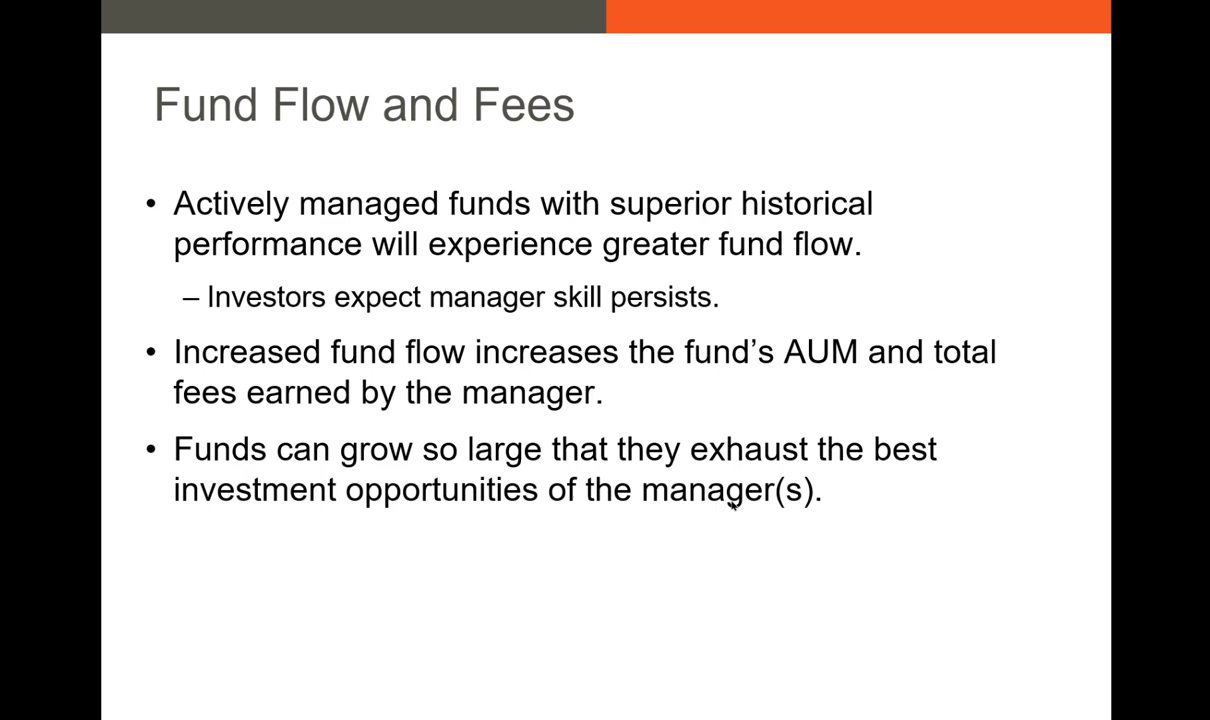 Fund Flow and Fees
• Actively managed funds with superior historical
performance will experience greater fund flow.
– Investors expect manager skill persists.
• Increased fund flow increases the fund’s AUM and total
fees earned by the manager.
• Funds can grow so large that they exhaust the best
investment opportunities of the manager(s).